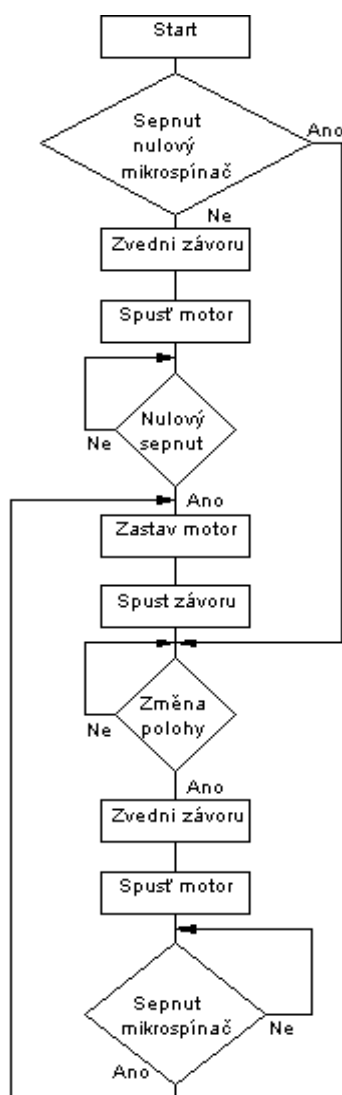 Start
Sepnut
nulový
mikrospínač
Ano
Ne
Zvedni závoru
Spusť motor
Nulový
sepnut
Ne
Ano
Zastav motor
Spust závoru
Změna
polohy
Ne
Ano
Zvedni závoru
Spusť motor
Sepnut
mikrospínač
Ne
Ano